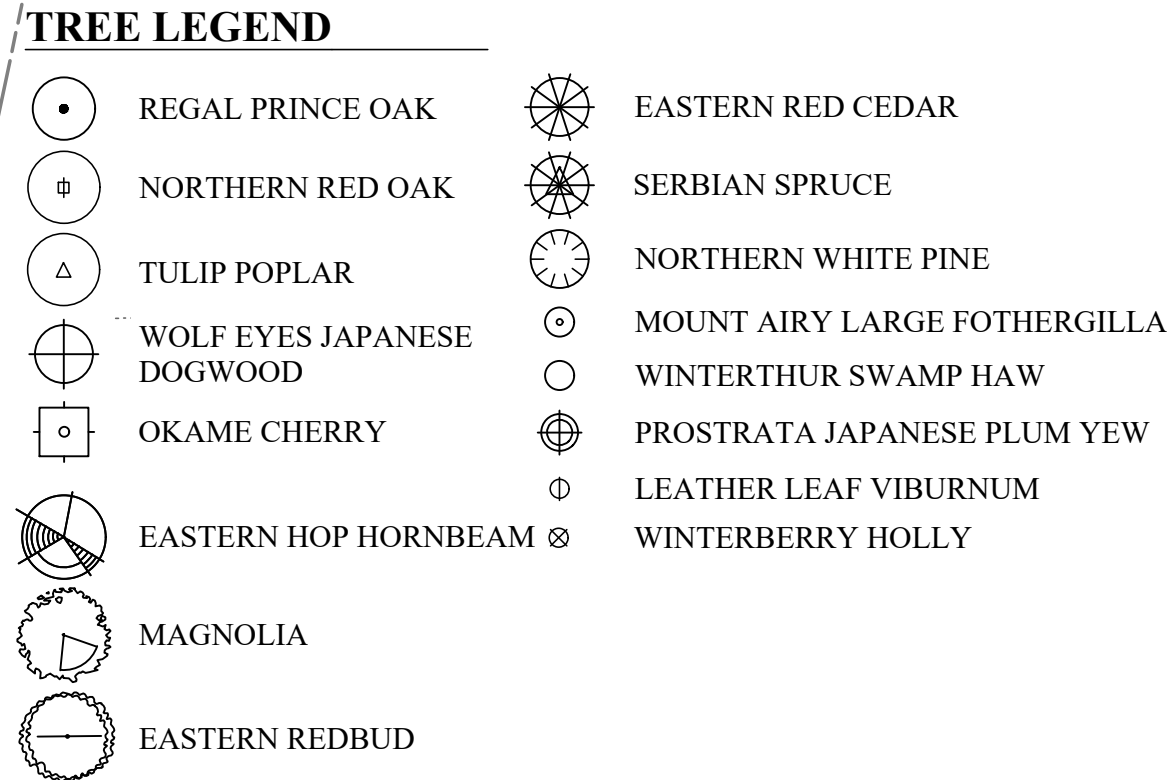 TREE LEGEND
REGAL PRINCE OAK
NORTHERN RED OAK
TULIP POPLAR
WOLF EYES JAPANESE
DOGWOOD
OKAME CHERRY
EASTERN HOP HORNBEAM
MAGNOLIA
EASTERN REDBUD
EASTERN RED CEDAR
SERBIAN SPRUCE
NORTHERN WHITE PINE
MOUNT AIRY LARGE FOTHERGILLA
WINTERTHUR SWAMP HAW
PROSTRATA JAPANESE PLUM YEW
LEATHER LEAF VIBURNUM
WINTERBERRY HOLLY